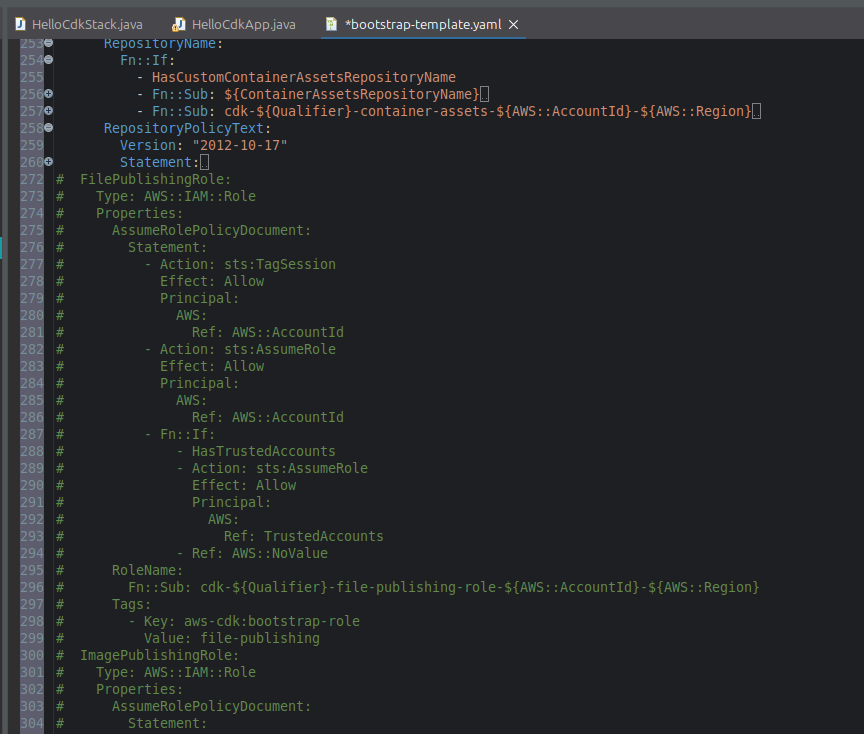 HelloCdkStack.java HelloCdkApp.java *bootstrap-template.yaml
253 RepositoryName:
254 Fn::If:
255 - HasCustomContainerAssetsRepositoryName
256 - Fn::Sub: ${ContainerAssetsRepositoryName}
257 - Fn::Sub: cdk-${Qualifier}-container-assets-${AWS::AccountId}-${AWS::Region}
258 RepositoryPolicyText:
259 Version: "2012-10-17"
260 Statement:
272 #  FilePublishingRole:
273 #    Type: AWS::IAM::Role
274 #    Properties:
275 #      AssumeRolePolicyDocument:
276 #        Statement:
277 #          - Action: sts:TagSession
278 #            Effect: Allow
279 #            Principal:
280 #              AWS:
281 #                Ref: AWS::AccountId
282 #          - Action: sts:AssumeRole
283 #            Effect: Allow
284 #            Principal:
285 #              AWS:
286 #                Ref: AWS::AccountId
287 #          - Fn::If:
288 #              - HasTrustedAccounts
289 #              - Action: sts:AssumeRole
290 #                Effect: Allow
291 #                Principal:
292 #                  AWS:
293 #                    Ref: TrustedAccounts
294 #              - Ref: AWS::NoValue
295 #      RoleName:
296 #        Fn::Sub: cdk-${Qualifier}-file-publishing-role-${AWS::AccountId}-${AWS::Region}
297 #      Tags:
298 #        - Key: aws-cdk:bootstrap-role
299 #          Value: file-publishing
300 #  ImagePublishingRole:
301 #    Type: AWS::IAM::Role
302 #    Properties:
303 #      AssumeRolePolicyDocument:
304 #        Statement: